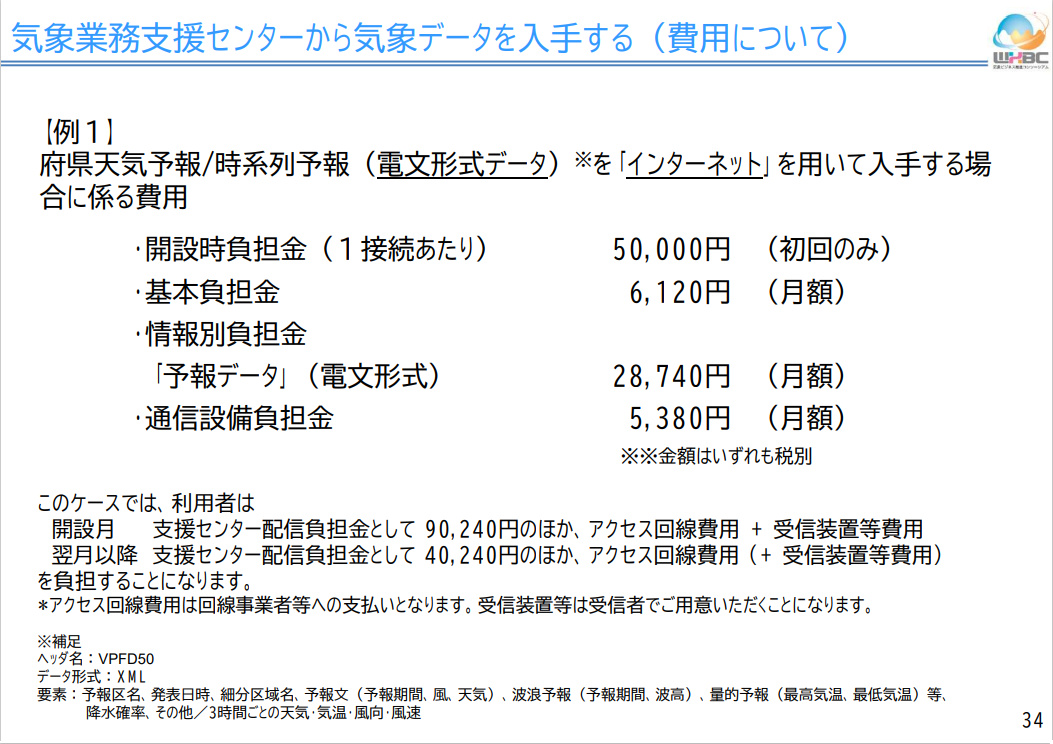 気象業務支援センターから気象データを入手する（費用について）
WXBC
気象ビジネス推進コンソーシアム
【例１】
府県天気予報/時系列予報（電文形式データ）※を「インターネット」を用いて入手する場
合に係る費用
・開設時負担金（１接続あたり） 50,000円 （初回のみ）
・基本負担金 6,120円 （月額）
・情報別負担金
「予報データ」（電文形式） 28,740円 （月額）
・通信設備負担金 5,380円 （月額）
※※金額はいずれも税別
このケースでは、利用者は
開設月 支援センター配信負担金として 90,240円のほか、アクセス回線費用 + 受信装置等費用
翌月以降 支援センター配信負担金として 40,240円のほか、アクセス回線費用（+ 受信装置等費用）
を負担することになります。
*アクセス回線費用は回線事業者等への支払いとなります。受信装置等は受信者でご用意いただくことになります。
※補足
ヘッダ名：VPFD50
データ形式：XML
要素：予報区名、発表日時、細分区域名、予報文（予報期間、風、天気）、波浪予報（予報期間、波高）、量的予報（最高気温、最低気温）等、
降水確率、その他／3時間ごとの天気・気温・風向・風速
34